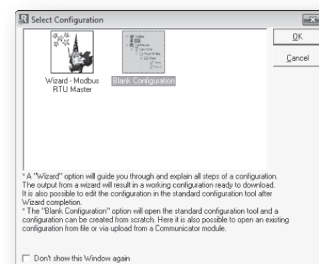 Select Configuration
OK
Cancel
Wizard - Modbus
RTU Master
Blank Configuration
* A "Wizard" option will guide you through and explain all steps of a configuration.
The output from a wizard will result in a working configuration ready to download.
It is also possible to edit the configuration in the standard configuration tool after
Wizard completion.
* The "Blank Configuration" option will open the standard configuration tool and a
configuration can be created from scratch. Here it is also possible to open an existing
configuration from file or via upload from a Communicator module.
Don't show this Window again